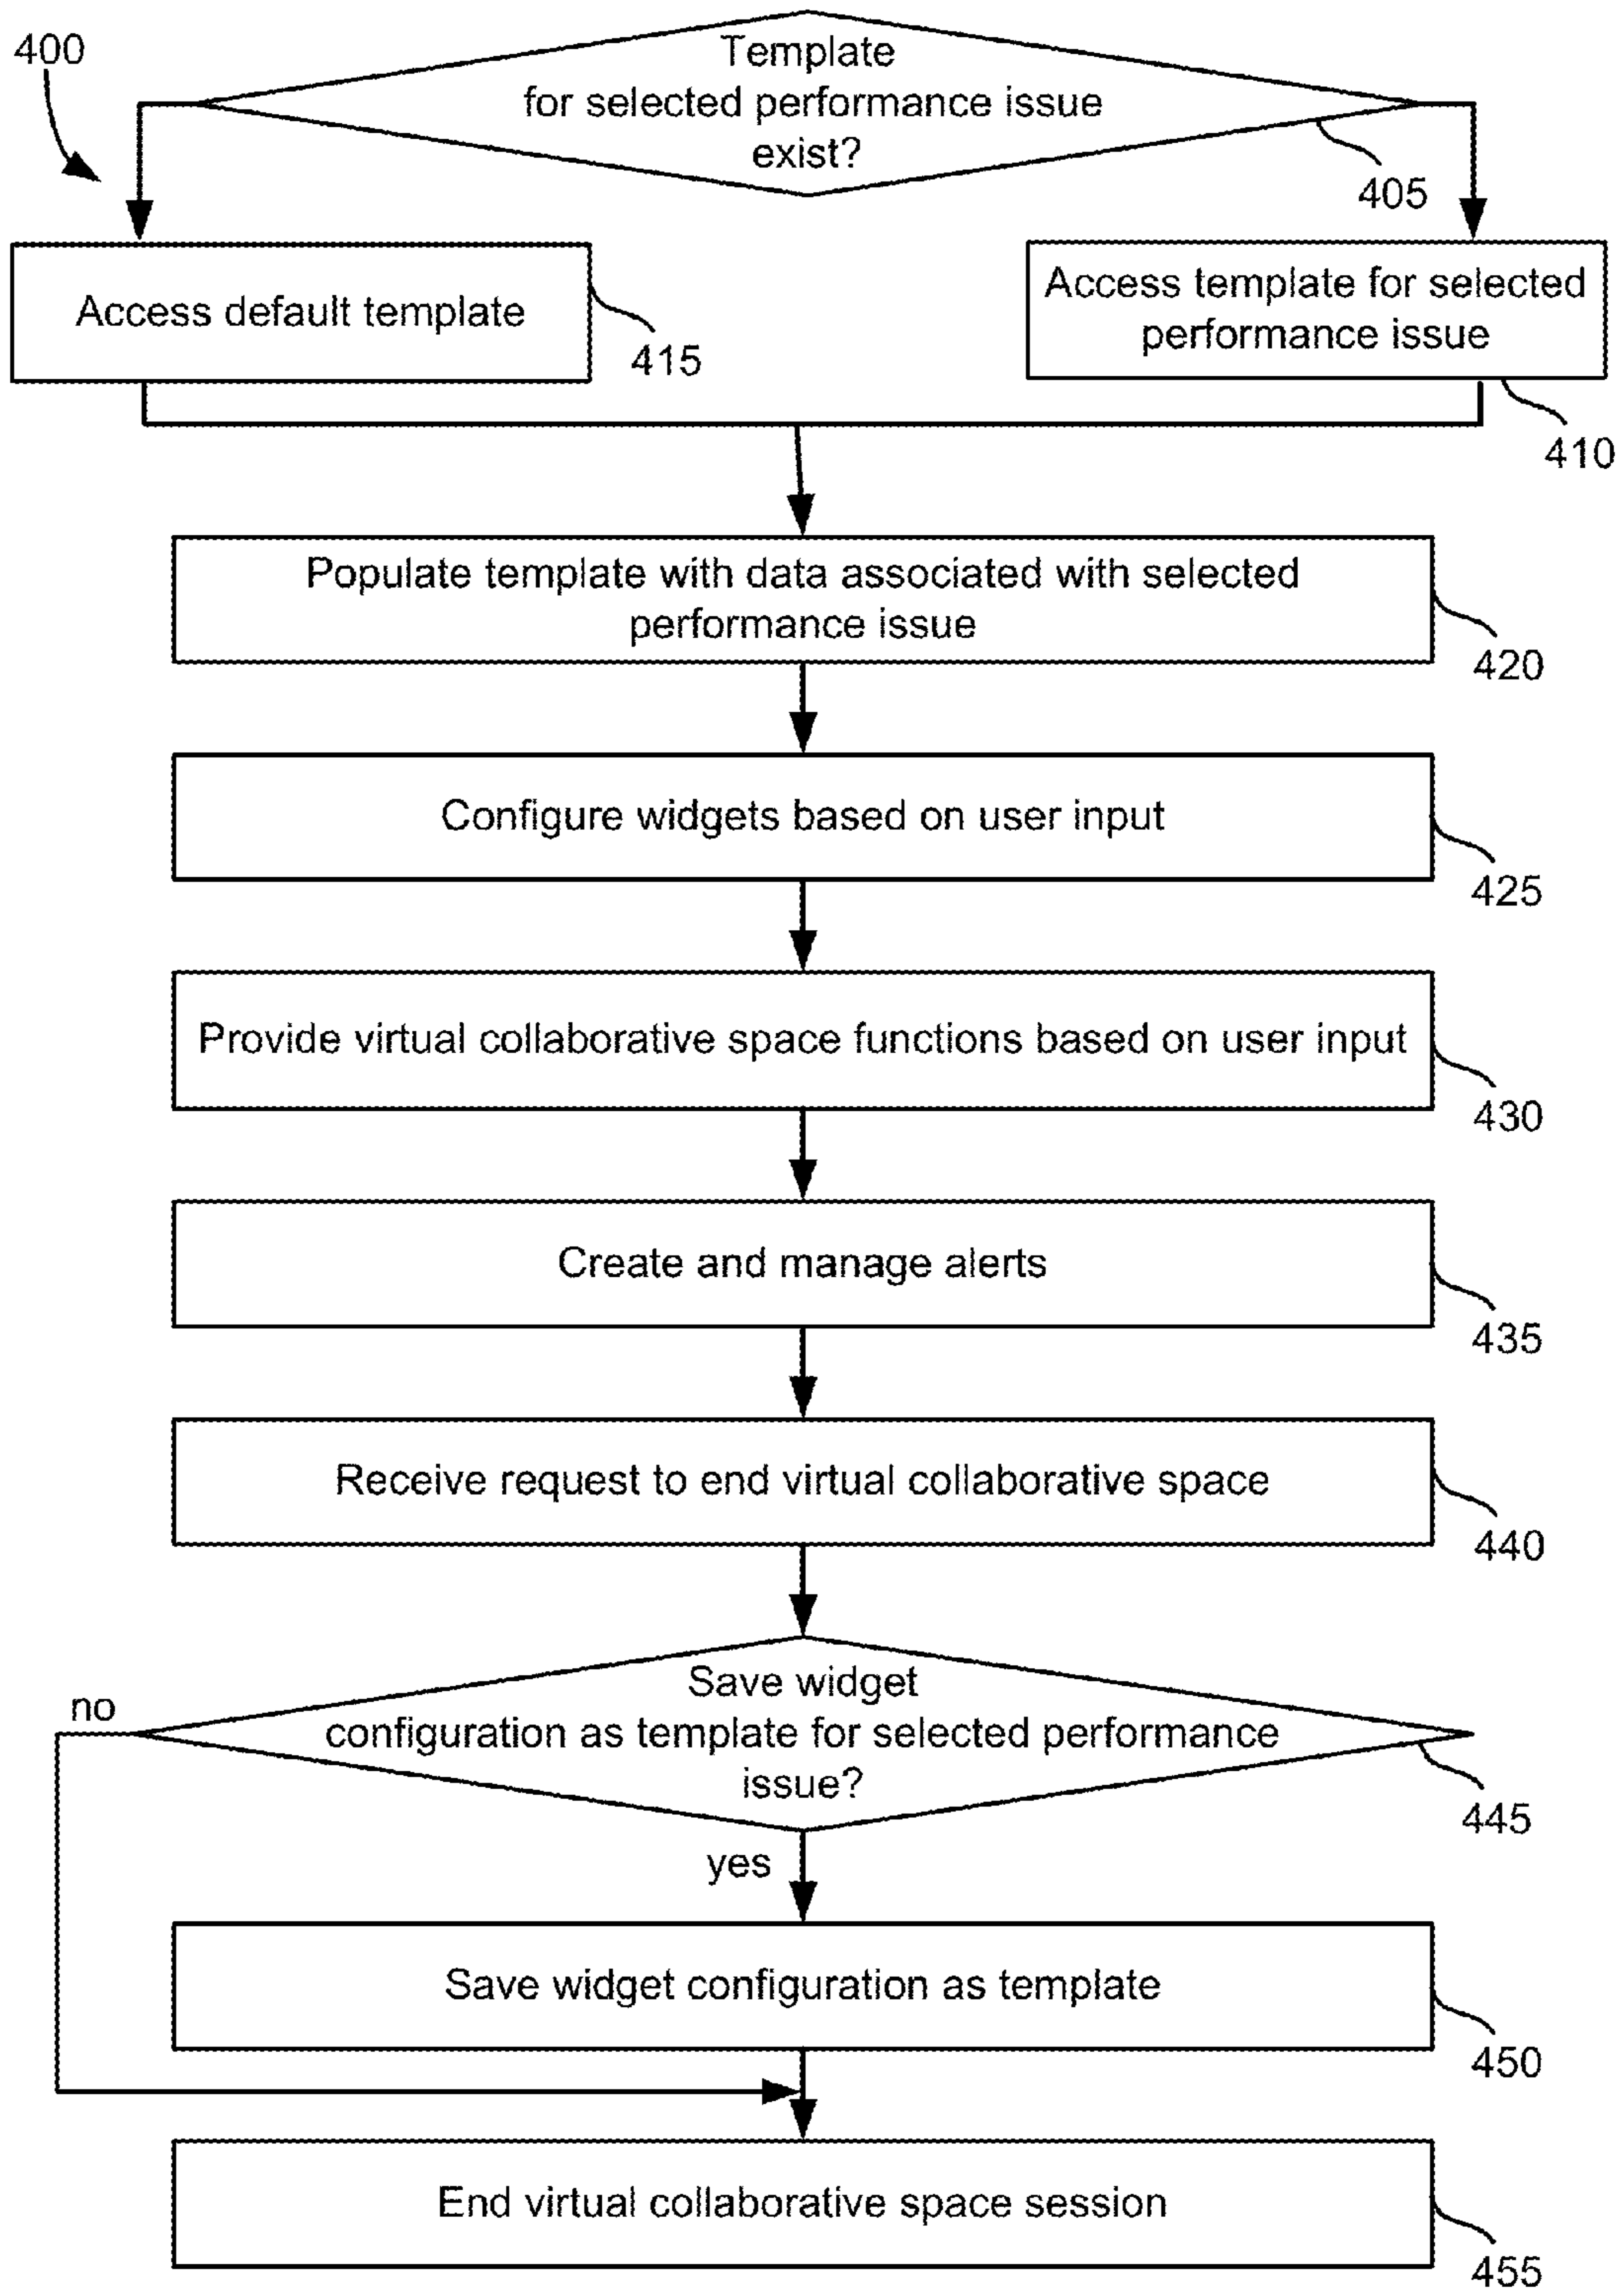 400
Template
for selected performance issue
exist?
405
Access default template
415
Access template for selected
performance issue
410
Populate template with data associated with selected
performance issue
420
Configure widgets based on user input
425
Provide virtual collaborative space functions based on user input
430
Create and manage alerts
435
Receive request to end virtual collaborative space
440
no
Save widget
configuration as template for selected performance
issue?
445
yes
Save widget configuration as template
450
End virtual collaborative space session
455